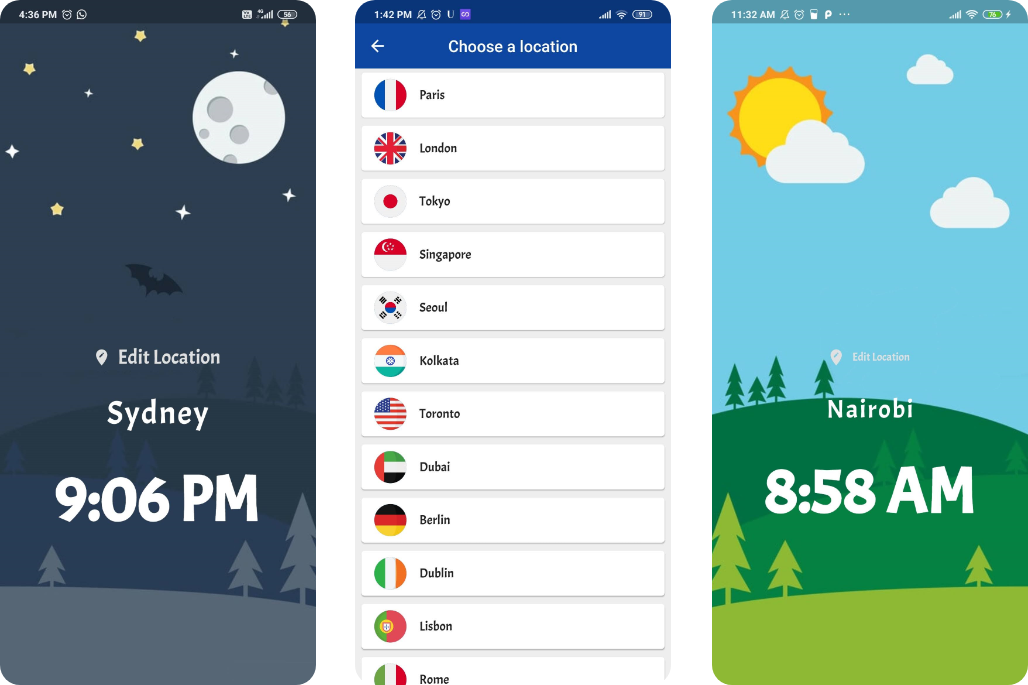 4:36 PM
4G
56
Edit Location
Sydney
9:06 PM
1:42 PM U S
91
Choose a location
Paris
London
Tokyo
Singapore
Seoul
Kolkata
Toronto
Dubai
Berlin
Dublin
Lisbon
Rome
11:32 AM
76
Edit Location
Nairobi
8:58 AM